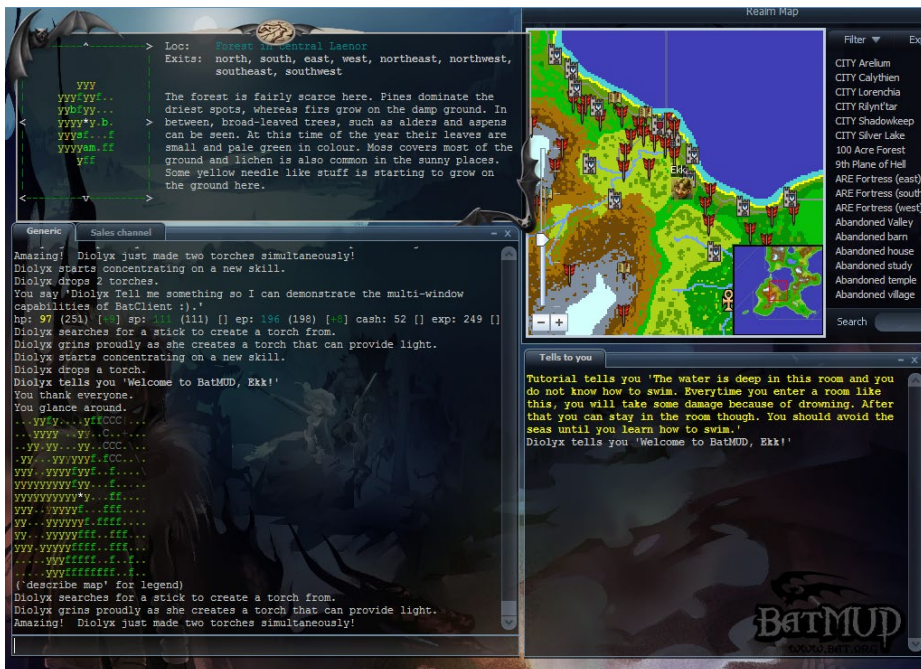 Realm Map
Loc: Forest in Central Laenor
Exits: north, south, east, west, northeast, northwest,
southeast, southwest
The forest is fairly scarce here. Pines dominate the
driest spots, whereas firs grow on the damp ground. In
between, broad-leaved trees, such as alders and aspens
can be seen. At this time of the year their leaves are
small and pale green in colour. Moss covers most of the
ground and lichen is also common in the sunny places.
Some yellow needle like stuff is starting to grow on
the ground here.
yyy
yyyfyyf..
yybfyy...
yyyy*y.b.
yyysf...f
yyyyam.ff
yff
Ekk
Filter
CITY Arelium
CITY Calythien
CITY Lorenchia
CITY Rilynt'tar
CITY Shadowkeep
CITY Silver Lake
100 Acre Forest
9th Plane of Hell
ARE Fortress (east)
ARE Fortress (south
ARE Fortress (west)
Abandoned Valley
Abandoned barn
Abandoned house
Abandoned study
Abandoned temple
Abandoned village
Search
Generic
Sales channel
Amazing! Diolyx just made two torches simultaneously!
Diolyx starts concentrating on a new skill.
Diolyx drops 2 torches.
You say 'Diolyx Tell me something so I can demonstrate the multi-window
capabilities of BatClient :).'
hp: 97 (251) [+8] sp: 111 (111) [] ep: 196 (198) [+8] cash: 52 [] exp: 249 []
Diolyx searches for a stick to create a torch from.
Diolyx grins proudly as she creates a torch that can provide light.
Diolyx starts concentrating on a new skill.
Diolyx drops a torch.
Diolyx tells you 'Welcome to BatMUD, Ekk!'
You thank everyone.
You glance around.
('describe map' for legend)
Diolyx searches for a stick to create a torch from.
Diolyx grins proudly as she creates a torch that can provide light.
Amazing! Diolyx just made two torches simultaneously!
Tells to you
Tutorial tells you 'The water is deep in this room and you
do not know how to swim. Everytime you enter a room like
this, you will take some damage because of drowning. After
that you can stay in the room though. You should avoid the
seas until you learn how to swim.'
Diolyx tells you 'Welcome to BatMUD, Ekk!'
BATMUD
WWW.BAT.ORG